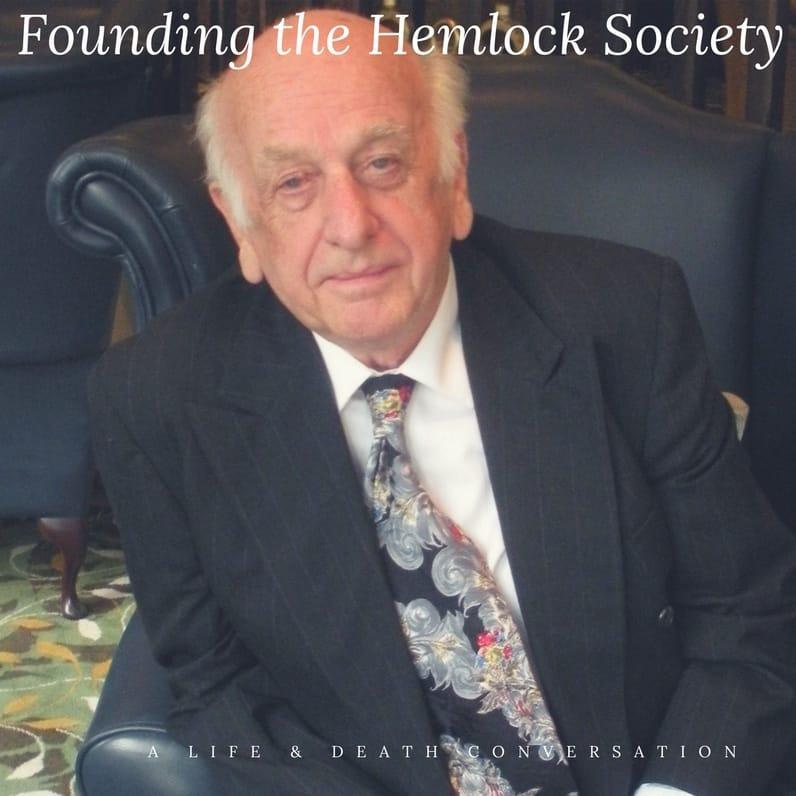 Founding the Hemlock Society
A LIFE & DEATH CONVERSATION